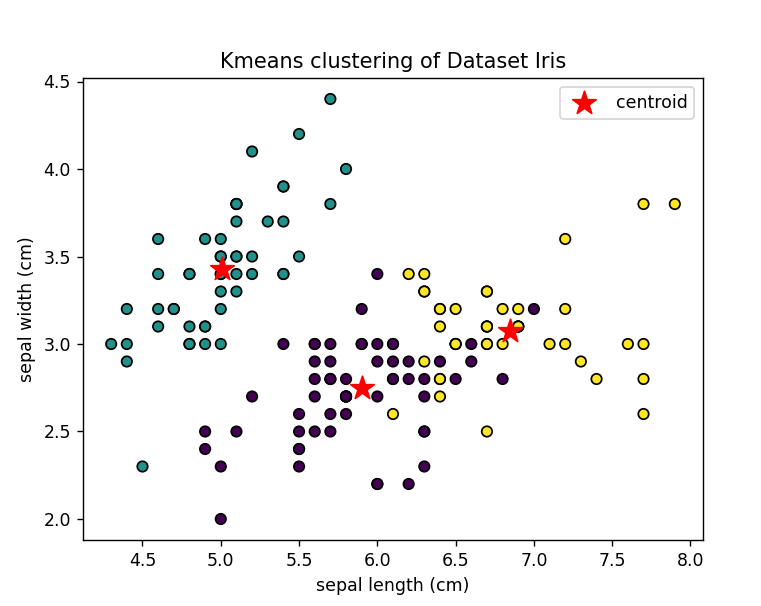 Kmeans clustering of Dataset Iris
centroid
sepal width (cm)
4.5
4.0
3.5
3.0
2.5
2.0
4.5 5.0 5.5 6.0 6.5 7.0 7.5 8.0
sepal length (cm)